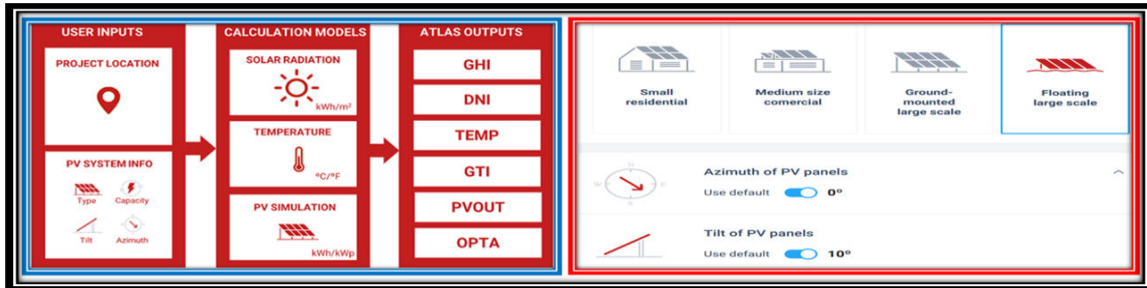 USER INPUTS
PROJECT LOCATION
PV SYSTEM INFO
Type
Capacity
Tilt
Azimuth
CALCULATION MODELS
SOLAR RADIATION
kWh/m²
TEMPERATURE
°C/°F
PV SIMULATION
kWh/kWp
ATLAS OUTPUTS
GHI
DNI
TEMP
GTI
PVOUT
OPTA
Small
residential
Medium size
comercial
Ground-
mounted
large scale
Floating
large scale
N
W
E
S
Azimuth of PV panels
Use default 0º
Tilt of PV panels
Use default 10º